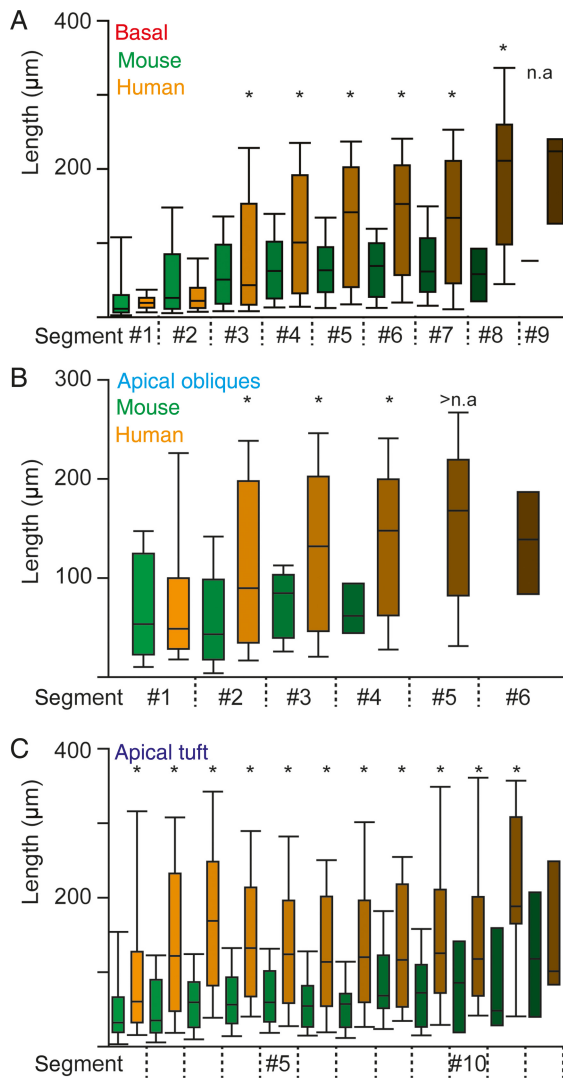 A
400
Basal
Mouse
Human
Length (µm)
200
* * * * * *
n.a
Segment #1 #2 #3 #4 #5 #6 #7 #8 #9
B
300
Apical obliques
Mouse
Human
Length (µm)
200
100
* * * >n.a
Segment #1 #2 #3 #4 #5 #6
C
400
Apical tuft
Length (µm)
200
* * * * * * * * * * *
Segment #5 #10